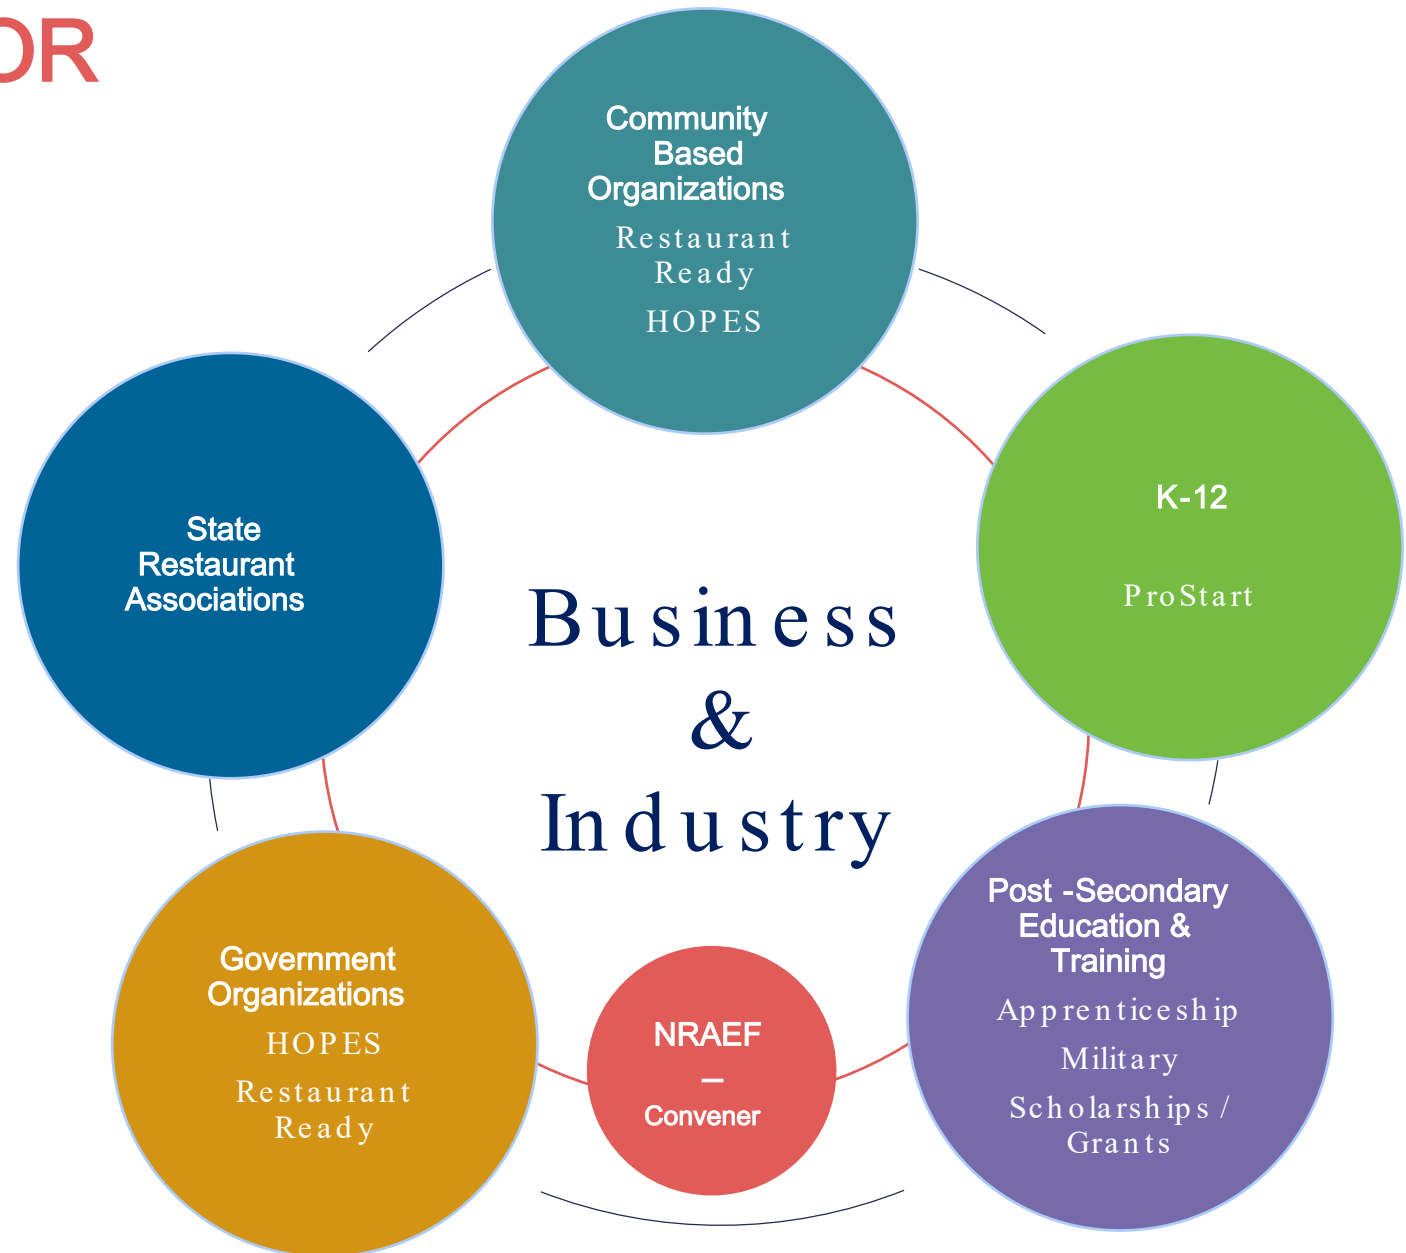 OR
Community
Based
Organizations
Restaurant
Ready
HOPES
K-12
ProStart
State
Restaurant
Associations
Business
&
Industry
Post -Secondary
Education &
Training
Apprenticeship
Military
Scholarships /
Grants
Government
Organizations
HOPES
Restaurant
Ready
NRAEF
–
Convener